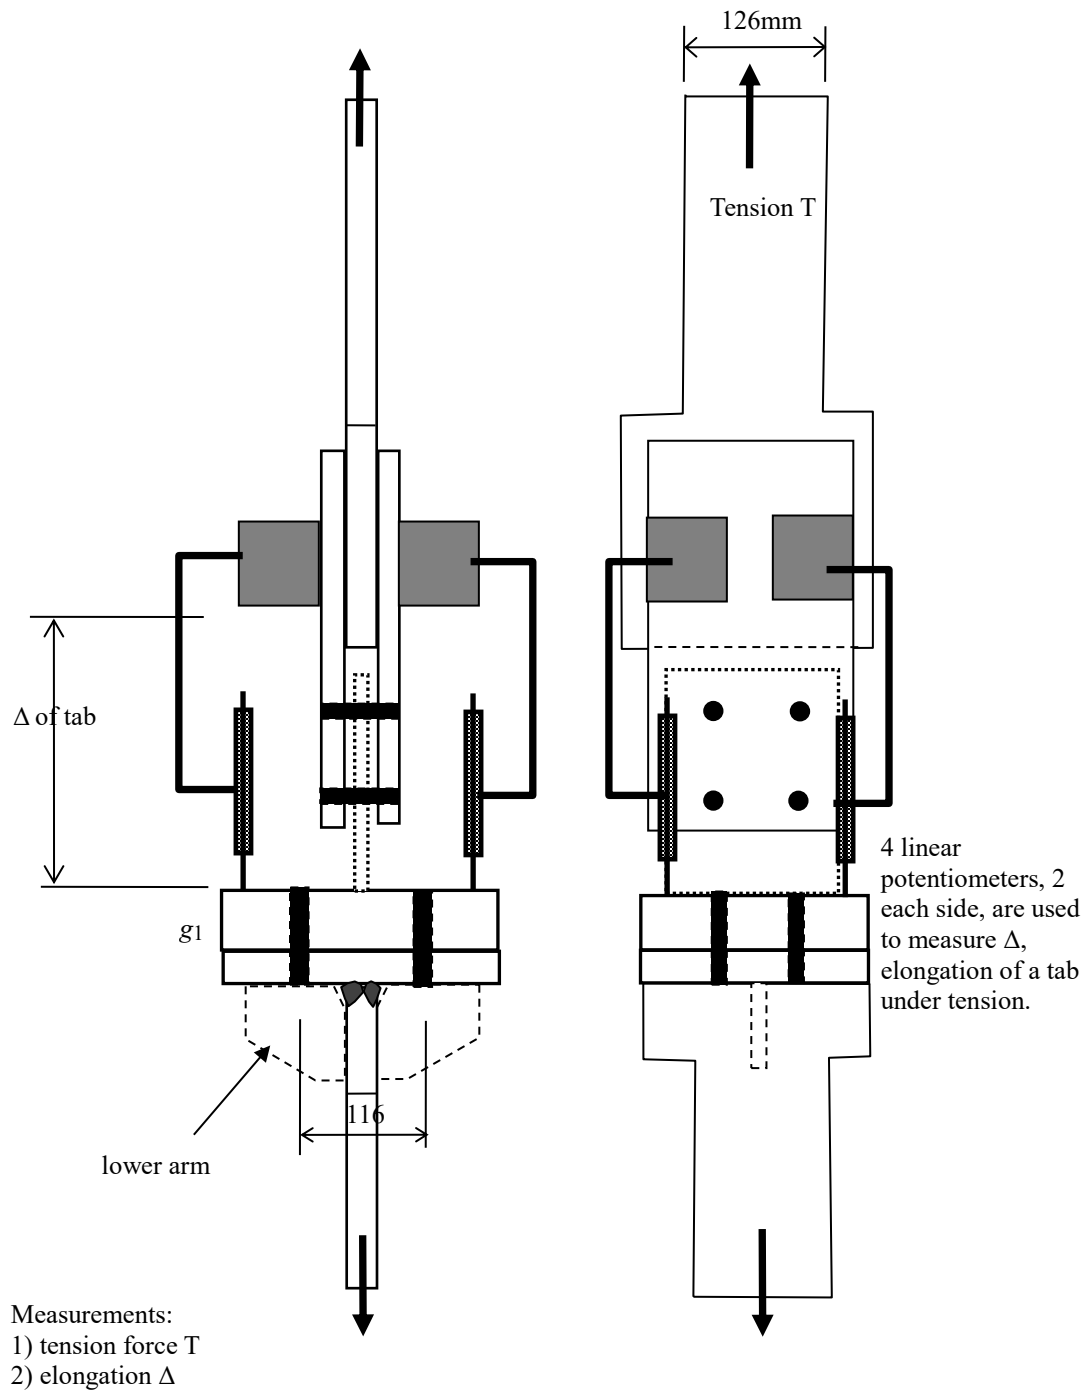 126mm
Tension T
Δ of tab
4 linear
potentiometers, 2
each side, are used
to measure Δ,
elongation of a tab
under tension.
g1
116
lower arm
Measurements:
1) tension force T
2) elongation Δ